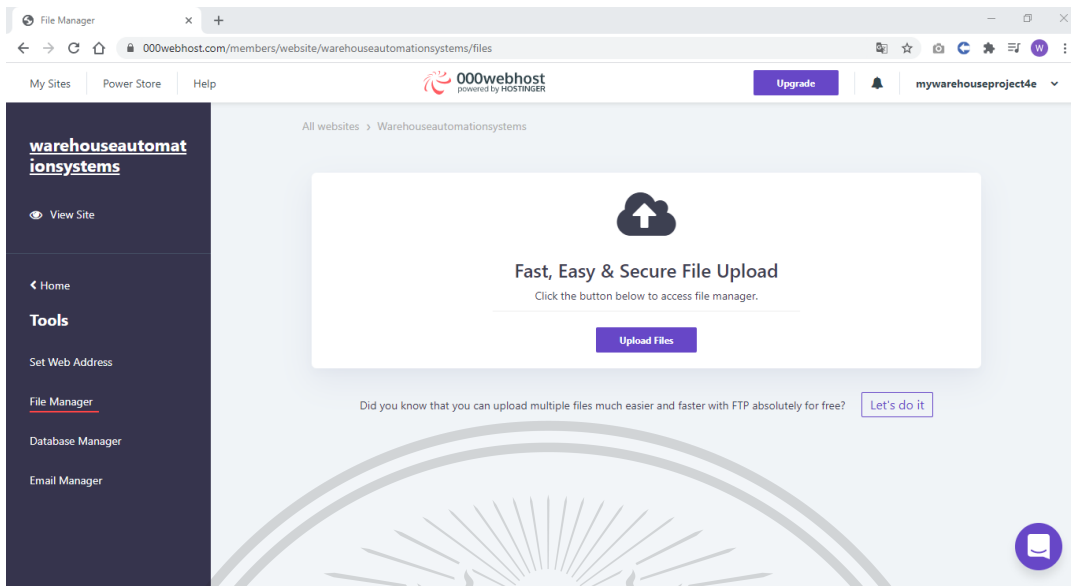 File Manager
000webhost.com/members/website/warehouseautomationsystems/files
W
My Sites
Power Store
Help
000webhost
powered by HOSTINGER
Upgrade
mywarehouseproject4e
warehouseautomat
ionsystems
View Site
Home
Tools
Set Web Address
File Manager
Database Manager
Email Manager
All websites > Warehouseautomationsystems
Fast, Easy & Secure File Upload
Click the button below to access file manager.
Upload Files
Did you know that you can upload multiple files much easier and faster with FTP absolutely for free?
Let's do it